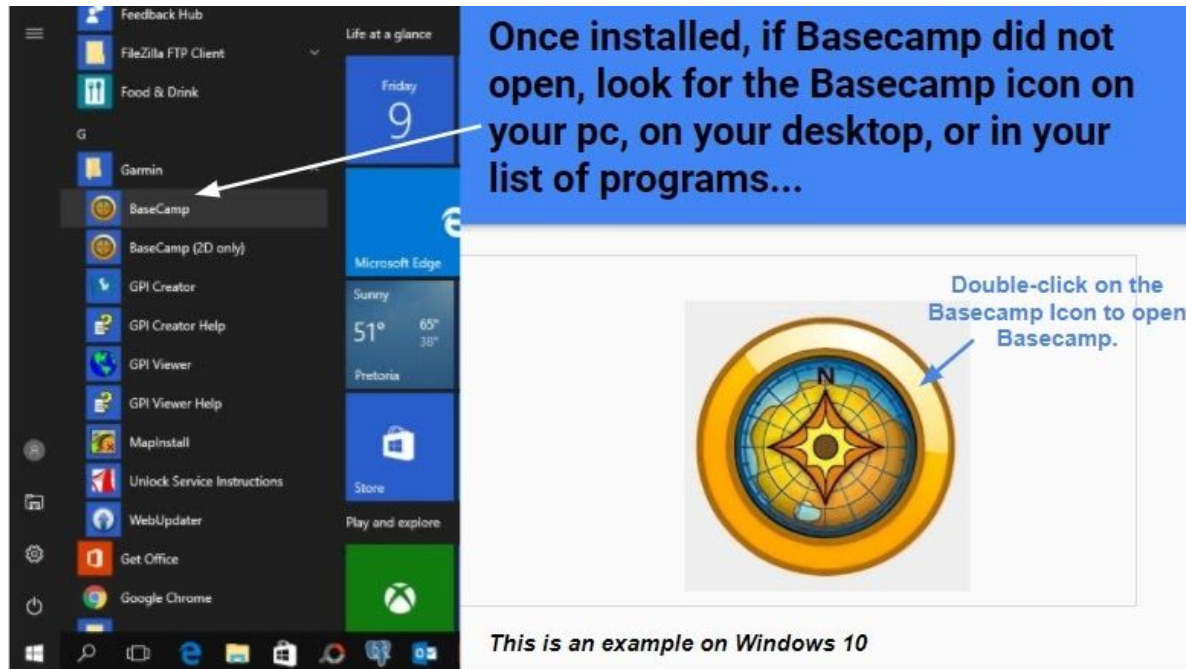 Feedback Hub
FileZilla FTP Client
Food & Drink
G
Garmin
BaseCamp
BaseCamp (2D only)
GPI Creator
GPI Creator Help
GPI Viewer
GPI Viewer Help
MapInstall
Unlock Service Instructions
WebUpdater
Get Office
Google Chrome
Life at a glance
Friday
9
Microsoft Edge
Sunny
51° 65°
38°
Pretoria
Store
Play and explore
Once installed, if Basecamp did not
open, look for the Basecamp icon on
your pc, on your desktop, or in your
list of programs...
Double-click on the
Basecamp Icon to open
Basecamp.
N
This is an example on Windows 10